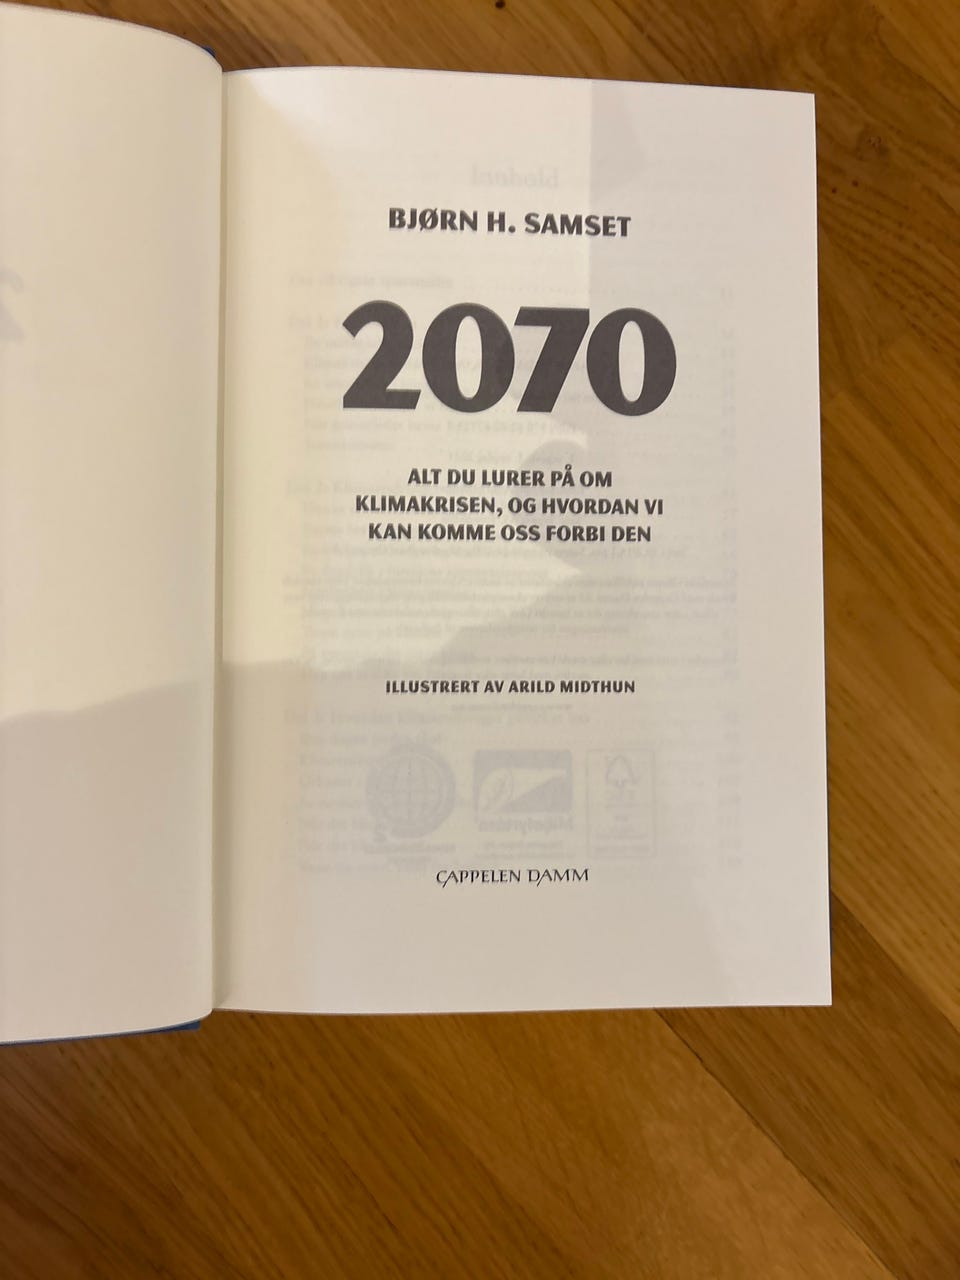 BJØRN H. SAMSET
2070
ALT DU LURER PÅ OM
KLIMAKRISEN, OG HVORDAN VI
KAN KOMME OSS FORBI DEN
ILLUSTRERT AV ARILD MIDTHUN
CAPPELEN DAMM